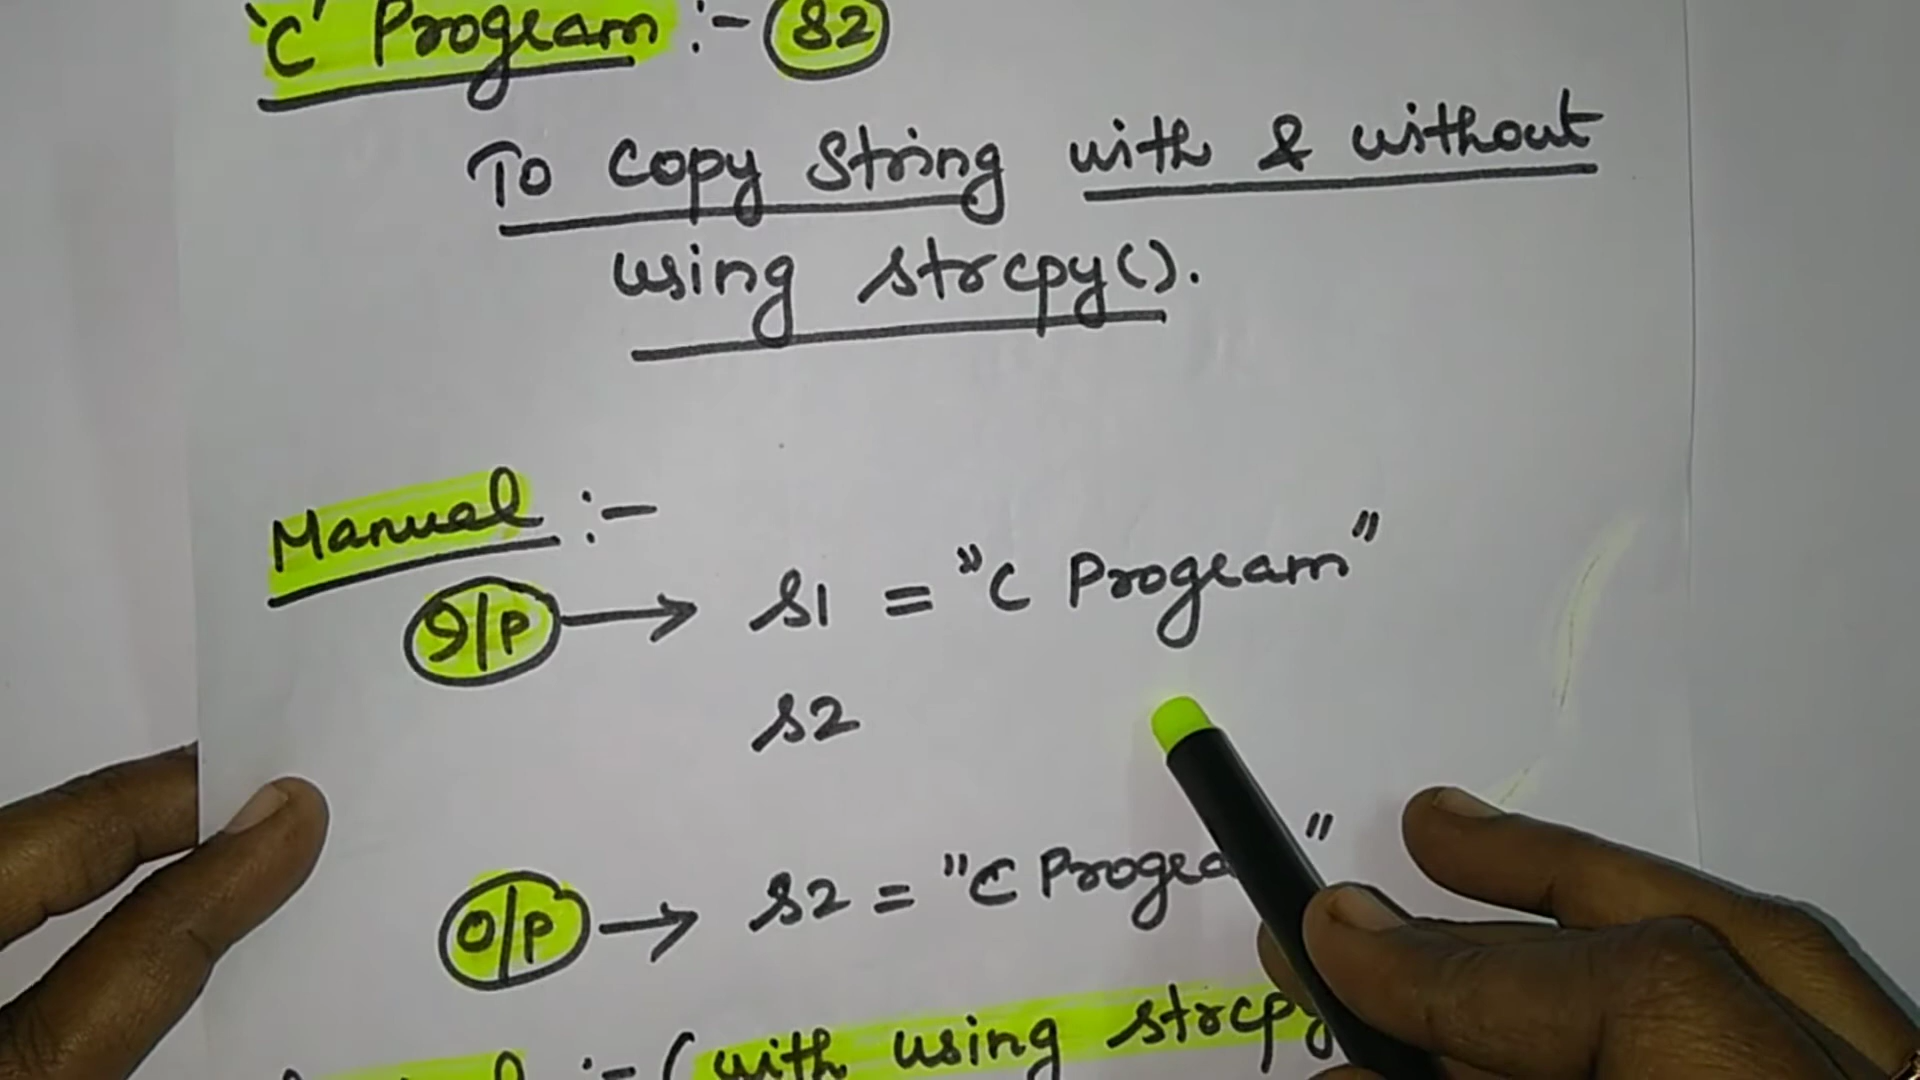 'C' Program :- 82
To Copy String with & without
using strcpy().
Manual :-
I/P → s1 = "C Program"
s2
O/P → s2 = "C Progra"
:- (with using strcpy